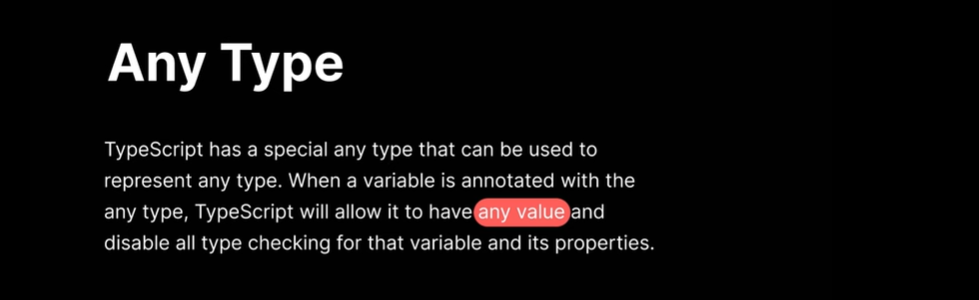 Any Type
TypeScript has a special any type that can be used to
represent any type. When a variable is annotated with the
any type, TypeScript will allow it to have any value and
disable all type checking for that variable and its properties.